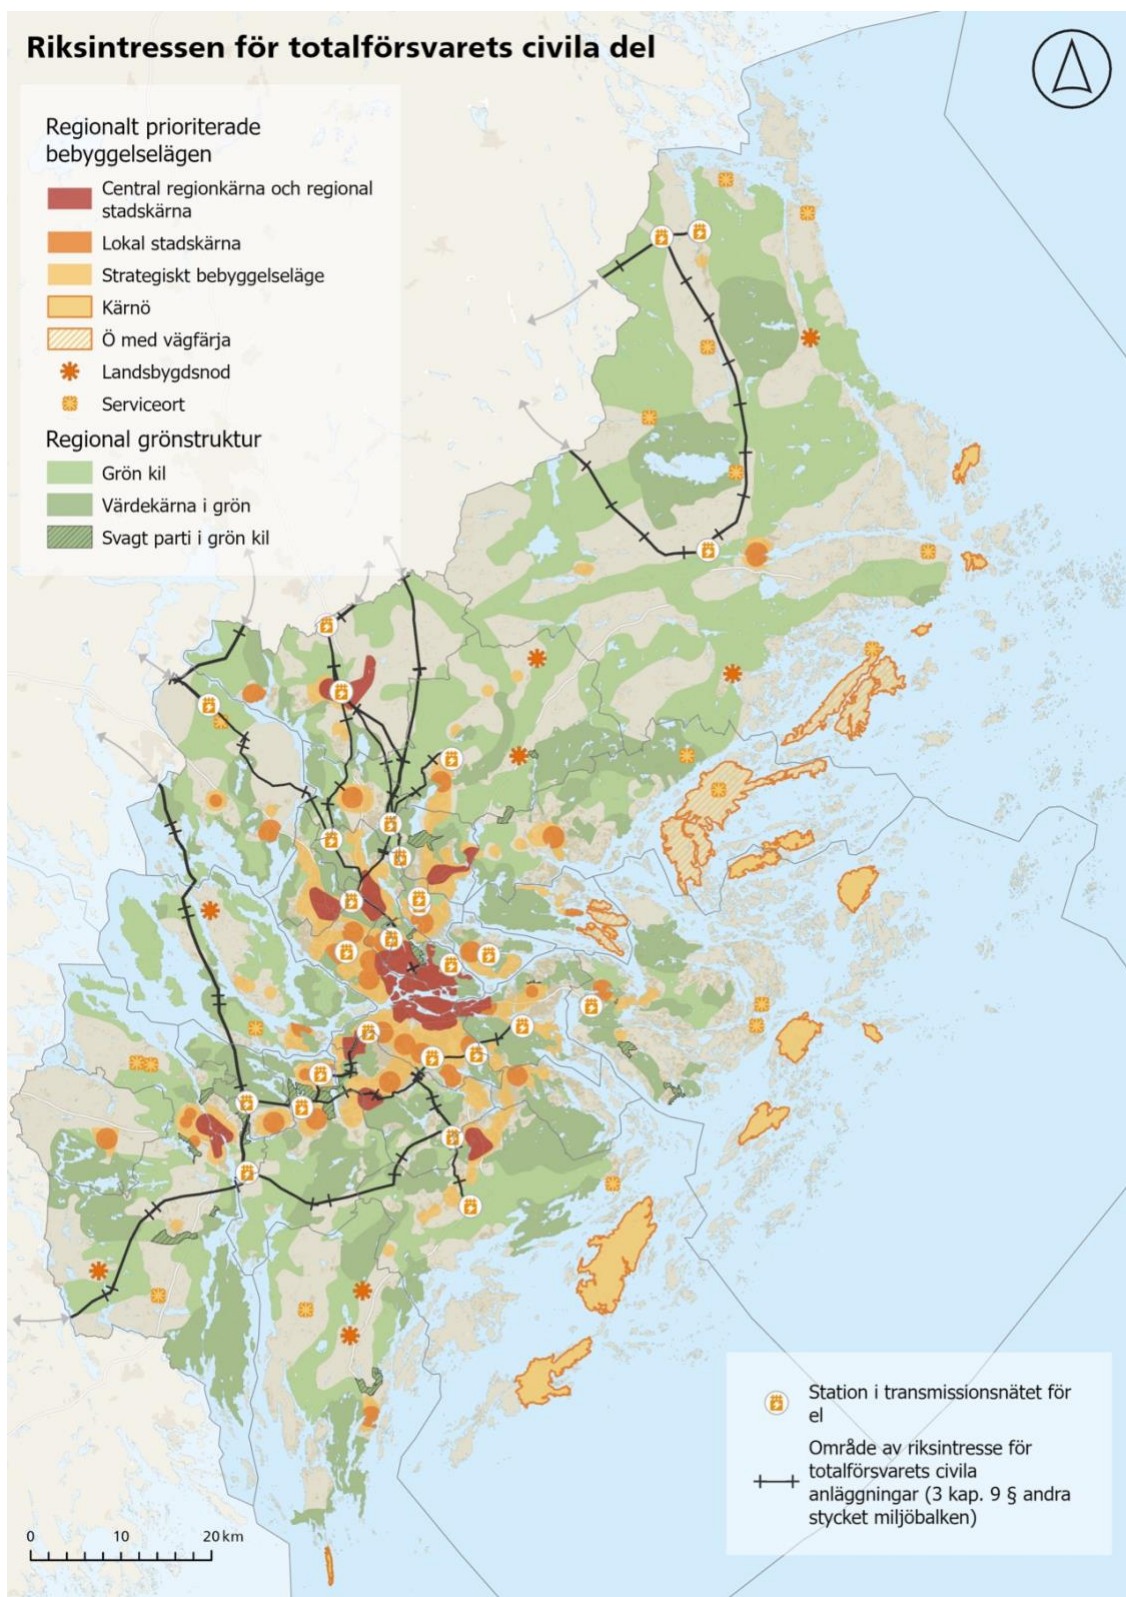 Riksintressen för totalförsvarets civila del
Regionalt prioriterade
bebyggelselägen
Central regionkärna och regional
stadskärna
Lokal stadskärna
Strategiskt bebyggelseläge
Kärnö
Ö med vägfärja
Landsbygdsnod
Serviceort
Regional grönstruktur
Grön kil
Värdekärna i grön
Svagt parti i grön kil
Station i transmissionsnätet för
el
Område av riksintresse för
totalförsvarets civila
anläggningar (3 kap. 9 § andra
stycket miljöbalken)
0 10 20 km